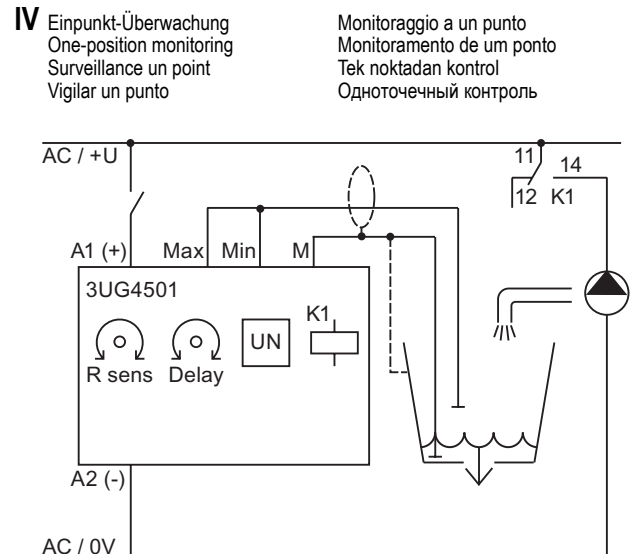 IV
Einpunkt-Überwachung
One-position monitoring
Surveillance un point
Vigilar un punto
Monitoraggio a un punto
Monitoramento de um ponto
Tek noktadan kontrol
Одноточечный контроль
AC / +U
11
14
12 K1
A1 (+) Max Min M
3UG4501
K1
UN
R sens Delay
A2 (-)
AC / 0V